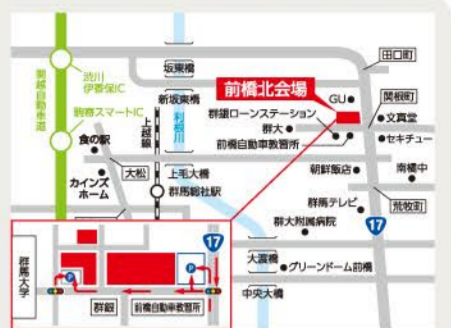 田口町
渋川
伊香保IC
坂東橋
関越自動車道
前橋北会場
GU
関根町
駒寄スマートIC
新坂東橋
群銀ローンステーション
文真堂
上越線
利根川
群大
前橋自動車教習所
セキチュー
食の駅
大松
上毛大橋
朝鮮飯店
南橘中
カインズ
ホーム
群馬総社駅
荒牧町
群馬テレビ
17
群大附属病院
17
群馬大学
P
P
大渡橋
グリーンドーム前橋
群銀
前橋自動車教習所
中央大橋